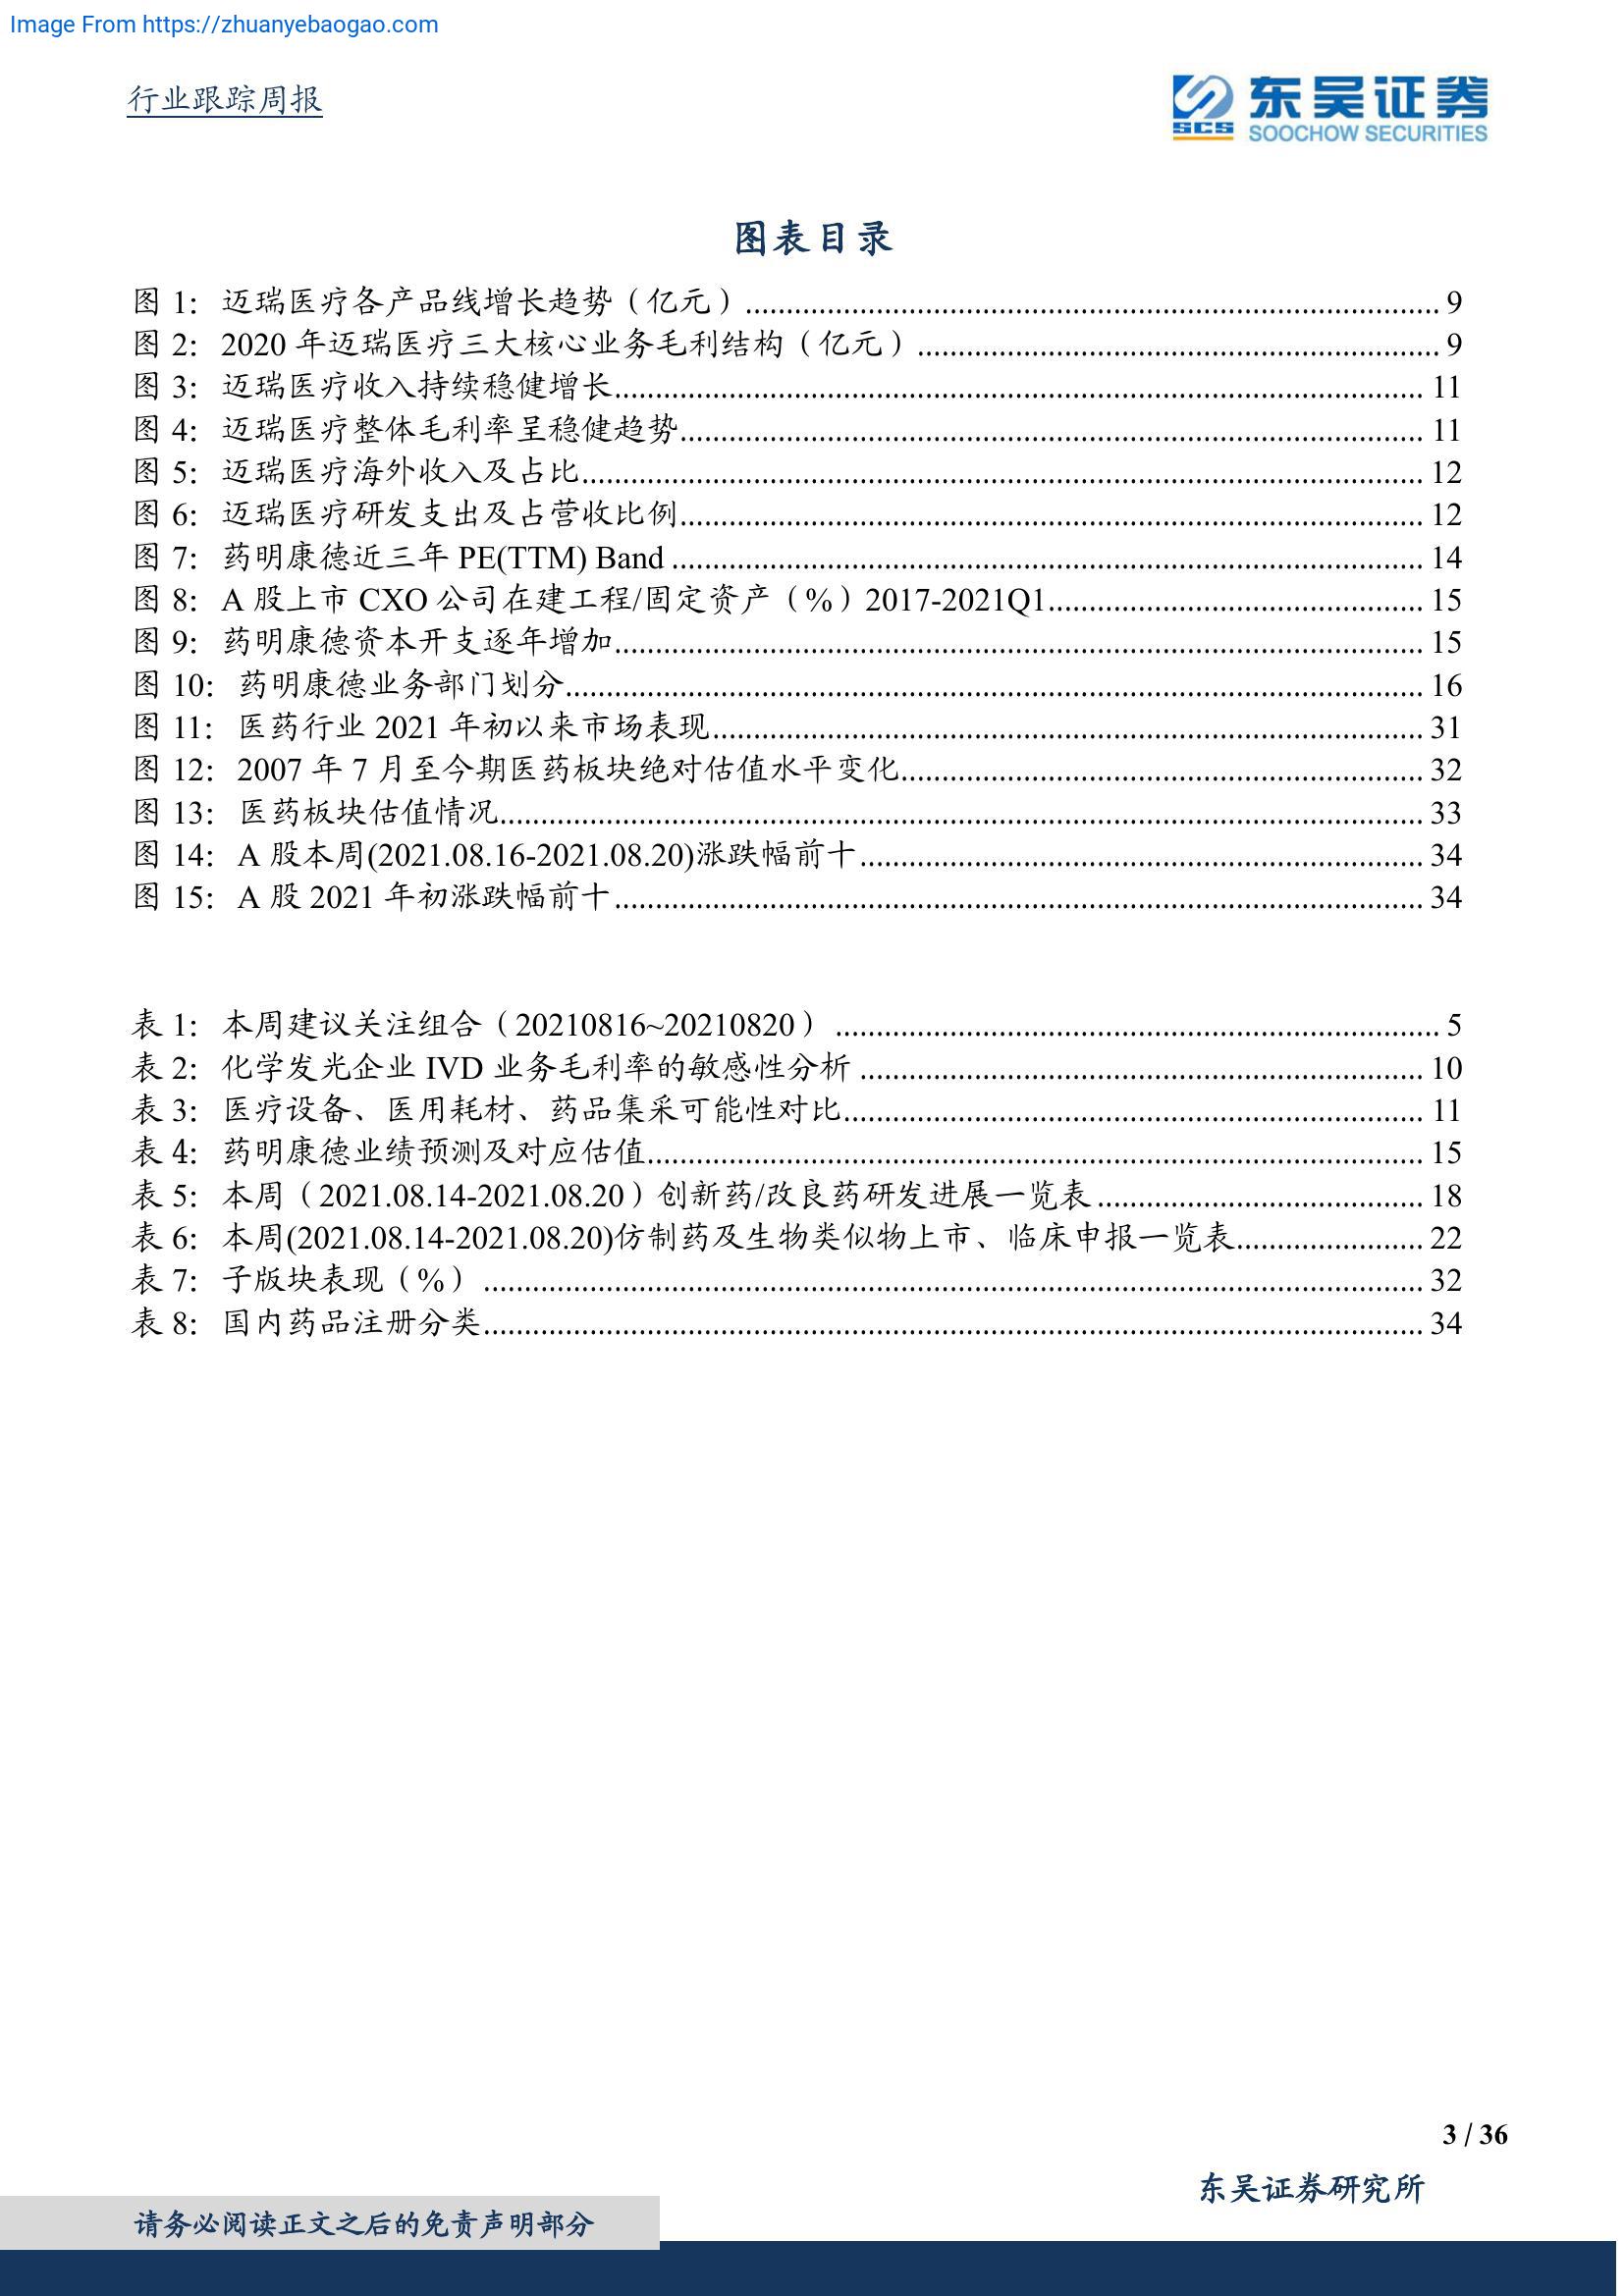 Image From https://zhuanyebaogao.com
行业跟踪周报
SCS 东吴证券
SOOCHOW SECURITIES
图表目录
图 1: 迈瑞医疗各产品线增长趋势（亿元）........ 9
图 2: 2020 年迈瑞医疗三大核心业务毛利结构（亿元）........ 9
图 3: 迈瑞医疗收入持续稳健增长........ 11
图 4: 迈瑞医疗整体毛利率呈稳健趋势........ 11
图 5: 迈瑞医疗海外收入及占比........ 12
图 6: 迈瑞医疗研发支出及占营收比例........ 12
图 7: 药明康德近三年 PE(TTM) Band ........ 14
图 8: A 股上市 CXO 公司在建工程/固定资产（%）2017-2021Q1........ 15
图 9: 药明康德资本开支逐年增加........ 15
图 10: 药明康德业务部门划分........ 16
图 11: 医药行业 2021 年初以来市场表现........ 31
图 12: 2007 年 7 月至今期医药板块绝对估值水平变化........ 32
图 13: 医药板块估值情况........ 33
图 14: A 股本周(2021.08.16-2021.08.20)涨跌幅前十........ 34
图 15: A 股 2021 年初涨跌幅前十........ 34
表 1: 本周建议关注组合（20210816~20210820）........ 5
表 2: 化学发光企业 IVD 业务毛利率的敏感性分析........ 10
表 3: 医疗设备、医用耗材、药品集采可能性对比........ 11
表 4: 药明康德业绩预测及对应估值........ 15
表 5: 本周（2021.08.14-2021.08.20）创新药/改良药研发进展一览表........ 18
表 6: 本周(2021.08.14-2021.08.20)仿制药及生物类似物上市、临床申报一览表........ 22
表 7: 子版块表现（%）........ 32
表 8: 国内药品注册分类........ 34
3 / 36
东吴证券研究所
请务必阅读正文之后的免责声明部分